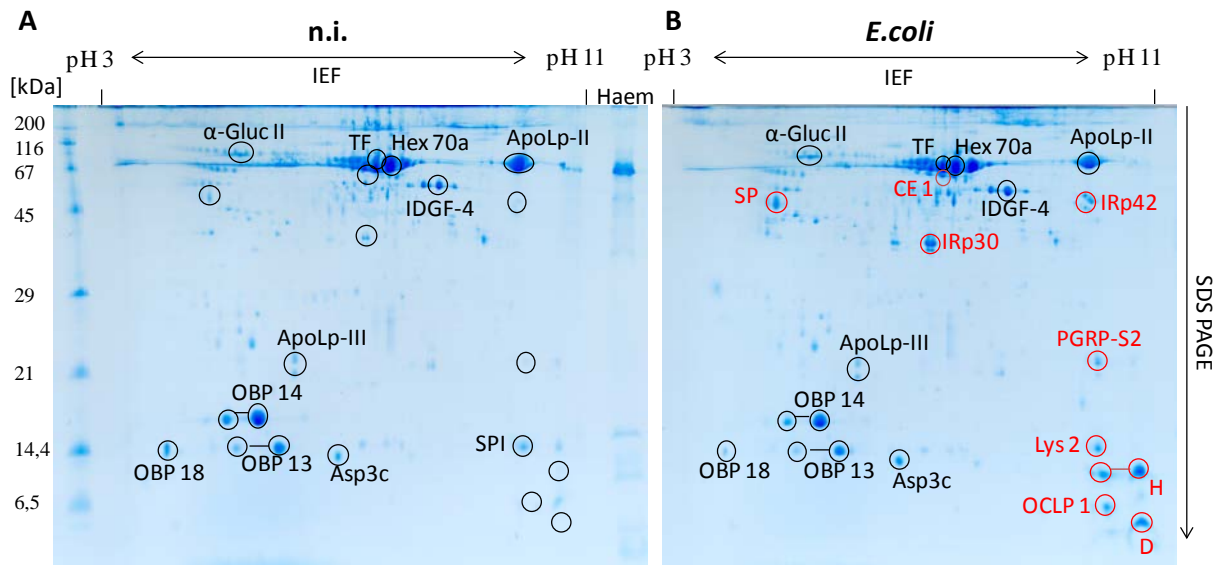 A
n.i.
pH 3
IEF
pH 11
[kDa]
Haem
200
116
67
45
29
21
14,4
6,5
α-Gluc II
TF
Hex 70a
ApoLp-II
IDGF-4
ApoLp-III
OBP 14
OBP 18
OBP 13
Asp3c
SPI
B
E.coli
pH 3
IEF
pH 11
α-Gluc II
TF
Hex 70a
ApoLp-II
CE 1
SP
IDGF-4
IRp42
IRp30
ApoLp-III
PGRP-S2
OBP 14
Lys 2
OBP 18
OBP 13
Asp3c
H
OCLP 1
D
SDS PAGE